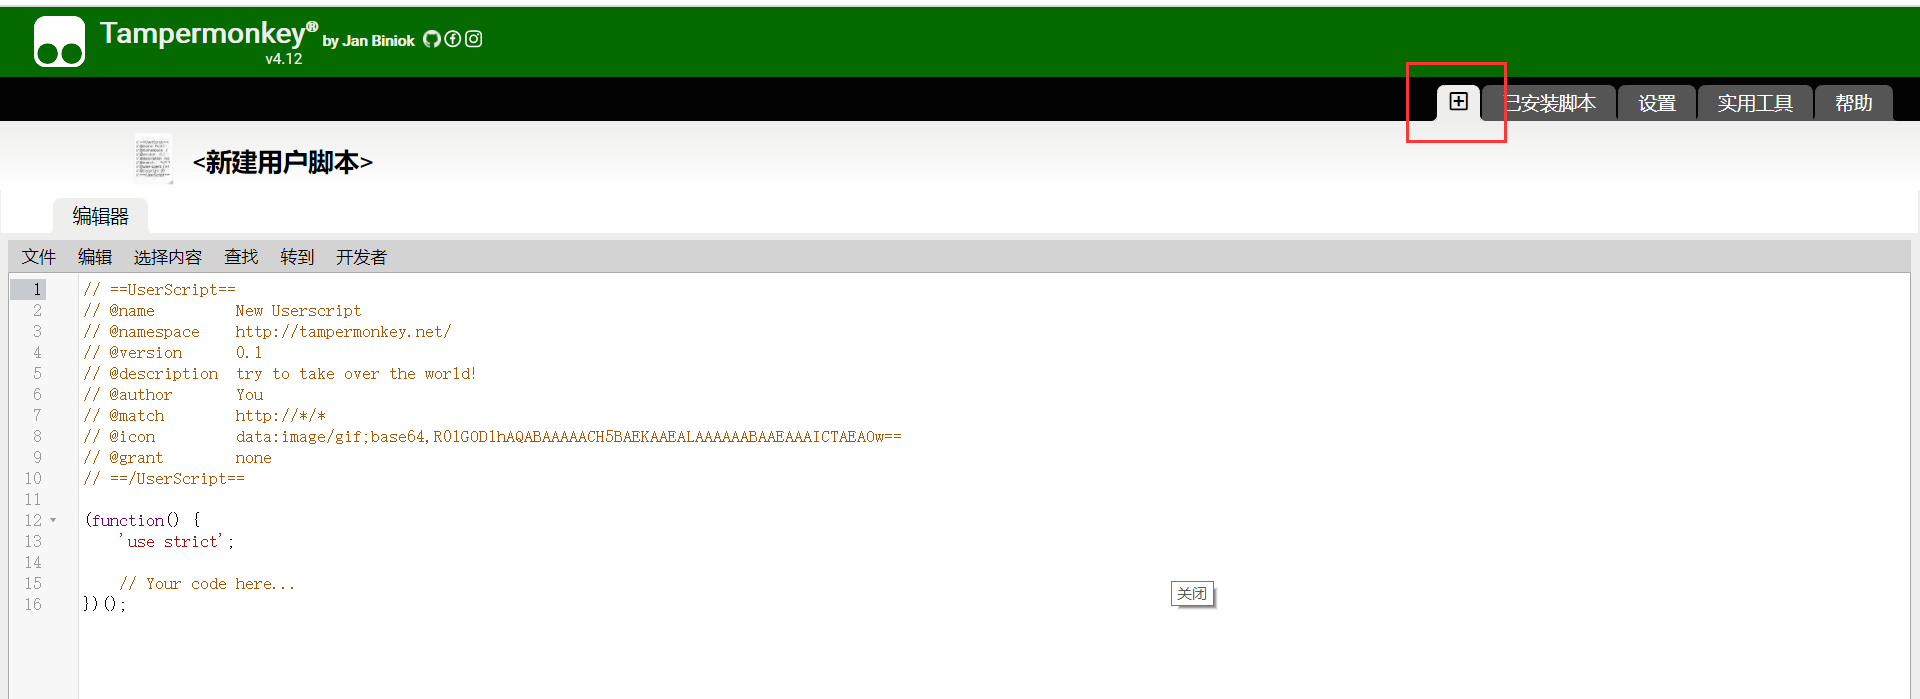 Tampermonkey® by Jan Biniok
v4.12
已安装脚本 设置 实用工具 帮助
<新建用户脚本>
编辑器
文件 编辑 选择内容 查找 转到 开发者
1 // ==UserScript==
2 // @name         New Userscript
3 // @namespace    http://tampermonkey.net/
4 // @version      0.1
5 // @description  try to take over the world!
6 // @author       You
7 // @match        http://*/*
8 // @icon         data:image/gif;base64,R0lGODlhAQABAAAAACH5BAEKAAEALAAAAAABAAEAAAICTAEAOw==
9 // @grant        none
10 // ==/UserScript==
11
12 (function() {
13     'use strict';
14
15     // Your code here...
16 })();
关闭